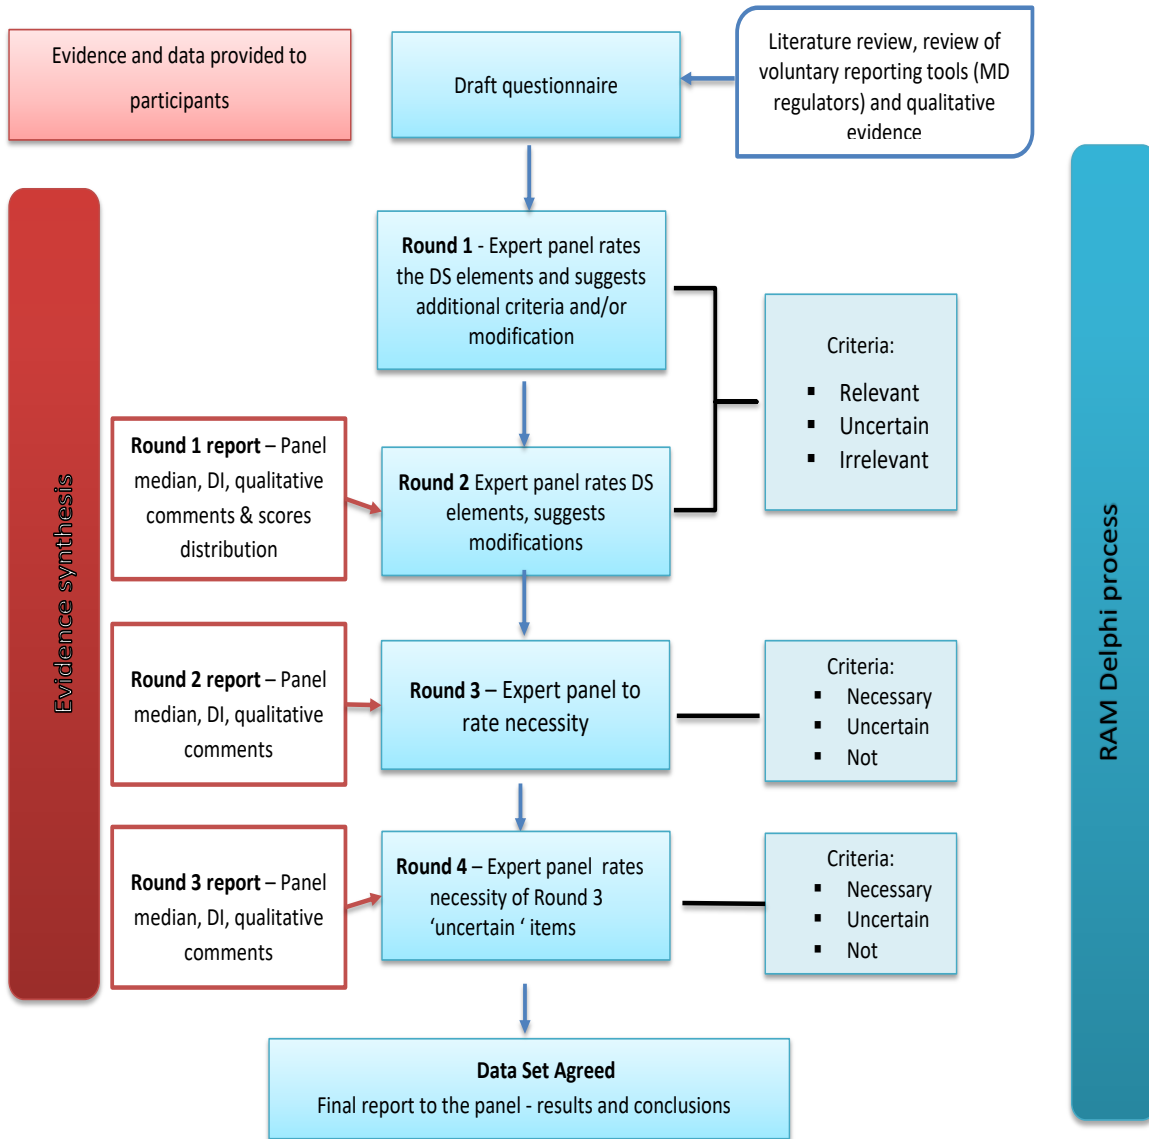 Evidence and data provided to
participants
Draft questionnaire
Literature review, review of
voluntary reporting tools (MD
regulators) and qualitative
evidence
Evidence synthesis
RAM Delphi process
Round 1 - Expert panel rates
the DS elements and suggests
additional criteria and/or
modification
Criteria:
▪ Relevant
▪ Uncertain
▪ Irrelevant
Round 1 report – Panel
median, DI, qualitative
comments & scores
distribution
Round 2 Expert panel rates DS
elements, suggests
modifications
Round 2 report – Panel
median, DI, qualitative
comments
Round 3 – Expert panel to
rate necessity
Criteria:
▪ Necessary
▪ Uncertain
▪ Not
Round 3 report – Panel
median, DI, qualitative
comments
Round 4 – Expert panel  rates
necessity of Round 3
‘uncertain ‘ items
Criteria:
▪ Necessary
▪ Uncertain
▪ Not
Data Set Agreed
Final report to the panel - results and conclusions